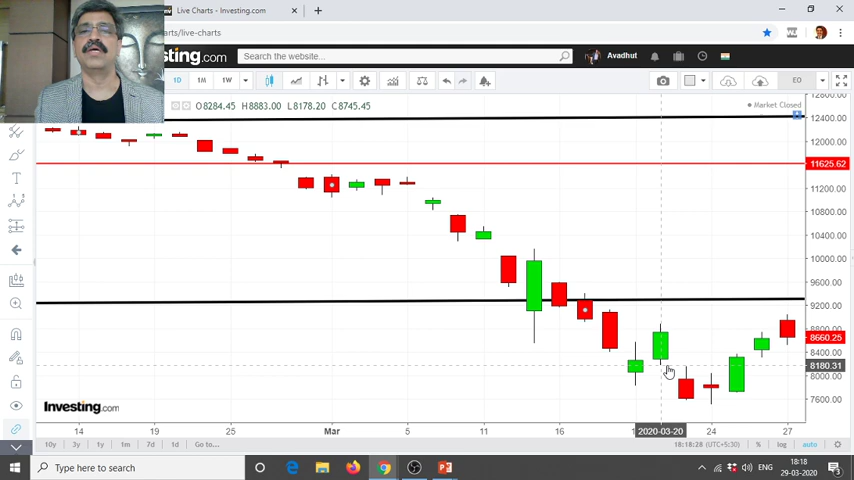 Live Charts - Investing.com
arts/live-charts
sting.com
Search the website...
Avadhut
1D
1M
1W
EO
O8284.45 H8883.00 L8178.20 C8745.45
Market Closed
12800.00
12400.00
12000.00
11625.62
11200.00
10800.00
10400.00
10000.00
9600.00
9200.00
8800.00
8660.25
8400.00
8180.31
8000.00
7600.00
Investing.com
14
19
25
Mar
5
11
16
2020-03-20
24
27
10y
3y
1y
1m
7d
1d
Go to...
18:18:28 (UTC+5:30)
%
log
auto
Type here to search
ENG
18:18
29-03-2020
3